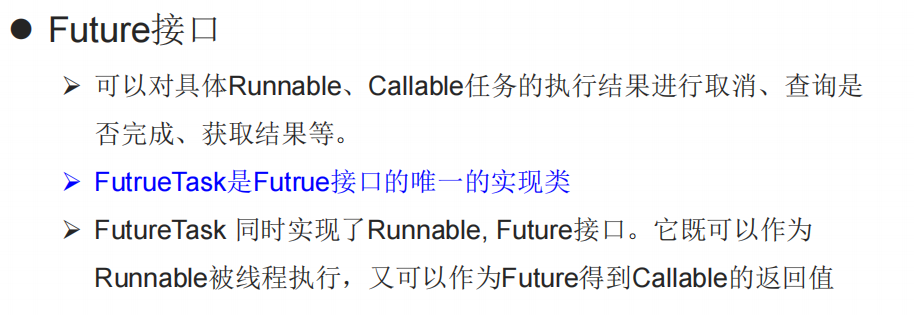 ● Future接口
➢ 可以对具体Runnable、Callable任务的执行结果进行取消、查询是
否完成、获取结果等。
➢ FutrueTask是Futrue接口的唯一的实现类
➢ FutureTask 同时实现了Runnable, Future接口。它既可以作为
Runnable被线程执行，又可以作为Future得到Callable的返回值